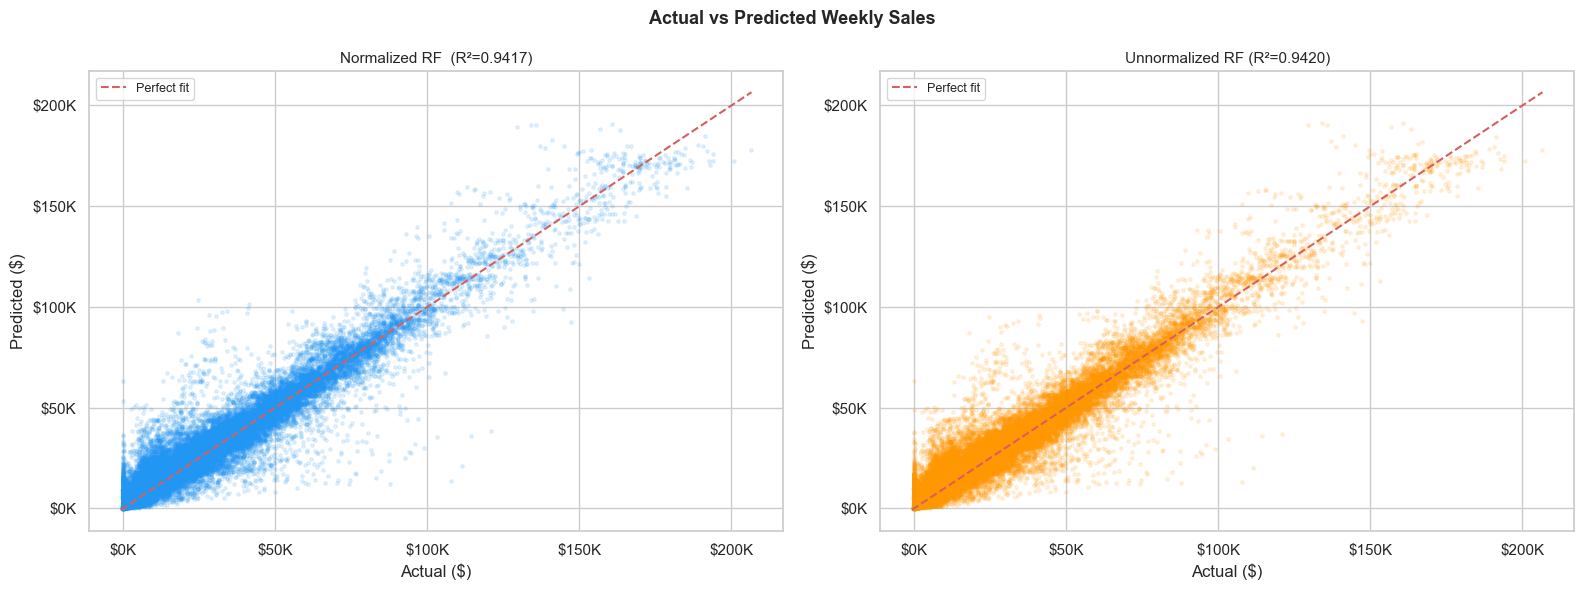 Actual vs Predicted Weekly Sales
Normalized RF  (R²=0.9417)
Perfect fit
$200K
$150K
$100K
$50K
$0K
Predicted ($)
$0K
$50K
$100K
$150K
$200K
Actual ($)
Unnormalized RF (R²=0.9420)
Perfect fit
$200K
$150K
$100K
$50K
$0K
Predicted ($)
$0K
$50K
$100K
$150K
$200K
Actual ($)